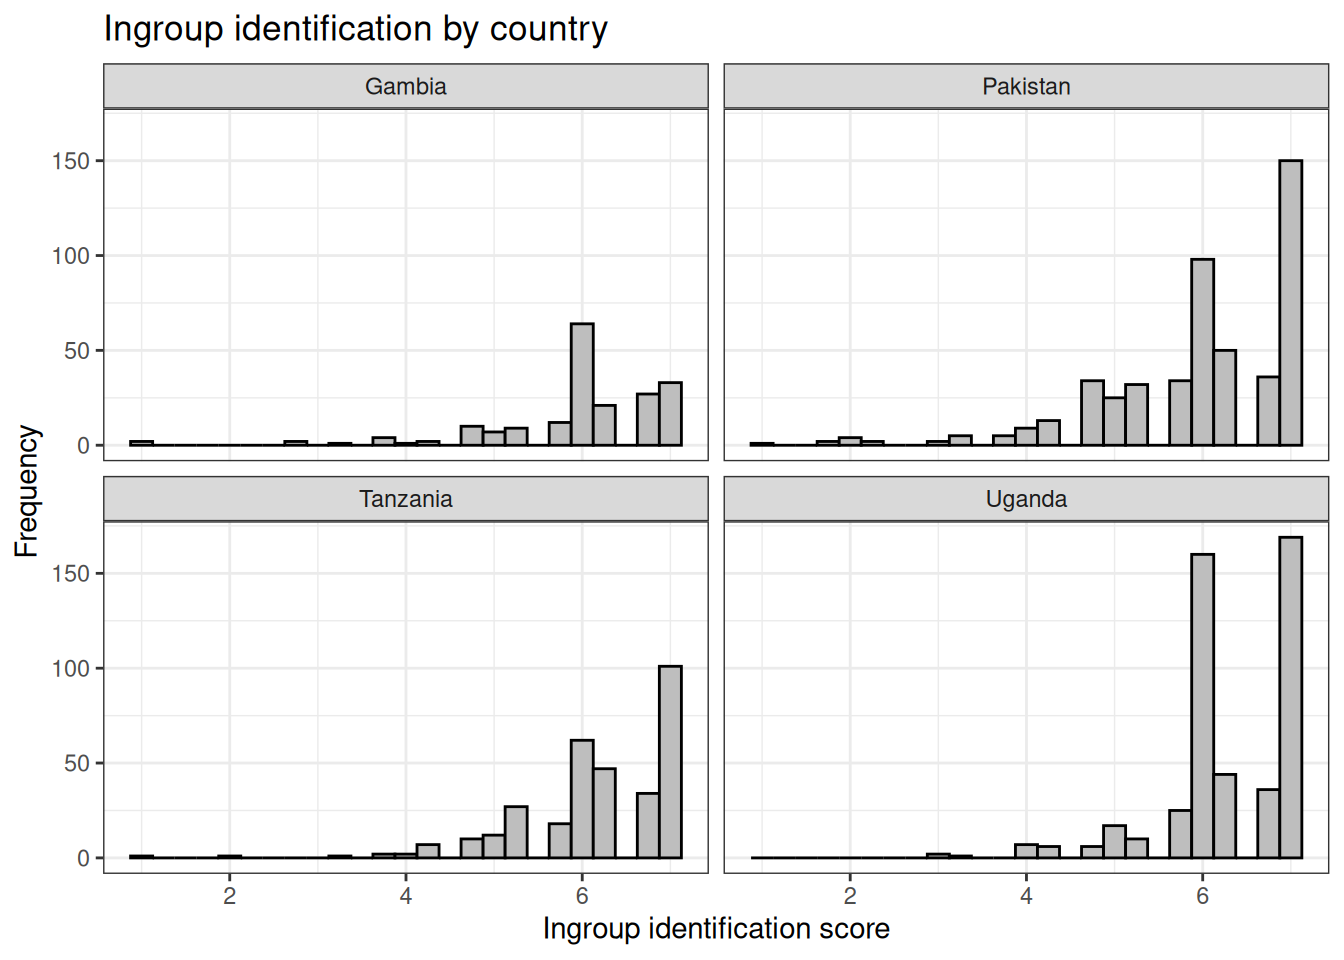 Ingroup identification by country
Gambia
Pakistan
150
100
50
0
Tanzania
Uganda
150
100
50
0
2 4 6
2 4 6
Frequency
Ingroup identification score